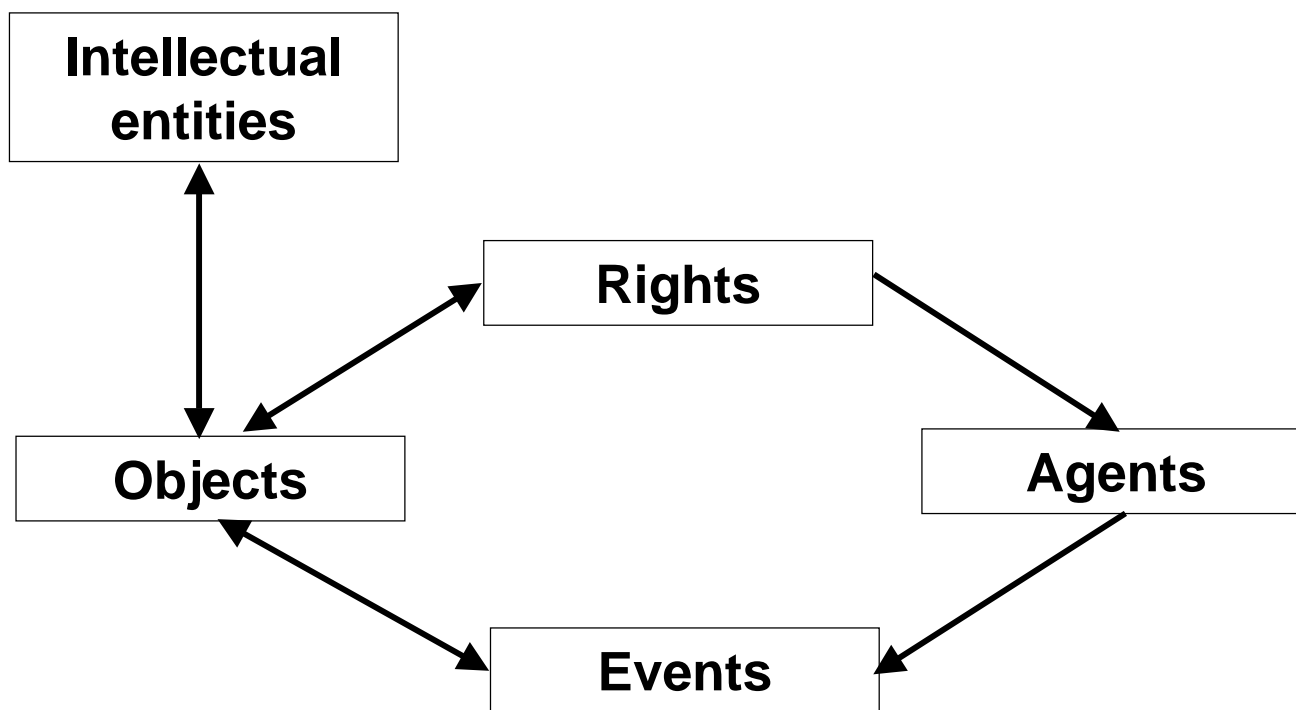 Intellectual
entities
Rights
Objects
Agents
Events